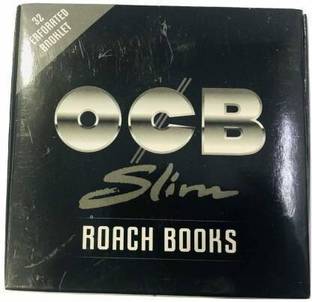 32
PERFORATED
BOOKLET
OCB
Slim
ROACH BOOKS